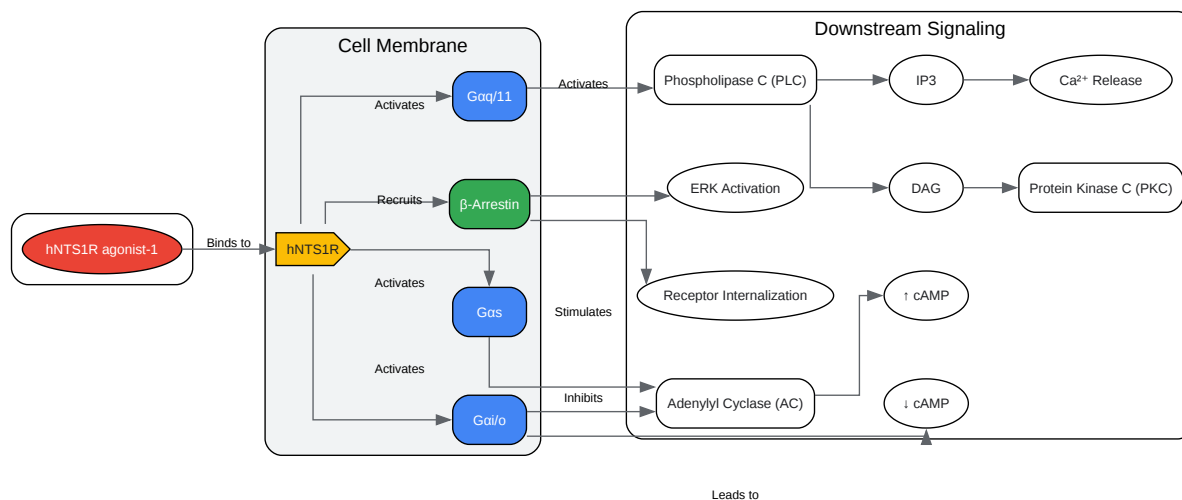 Downstream Signaling
Cell Membrane
Gαq/11
Activates
Activates
Phospholipase C (PLC)
IP3
Ca²⁺ Release
Recruits
β-Arrestin
ERK Activation
DAG
Protein Kinase C (PKC)
hNTS1R agonist-1
Binds to
hNTS1R
Activates
Gαs
Stimulates
Receptor Internalization
↑ cAMP
Activates
Gαi/o
Inhibits
Adenylyl Cyclase (AC)
↓ cAMP
Leads to